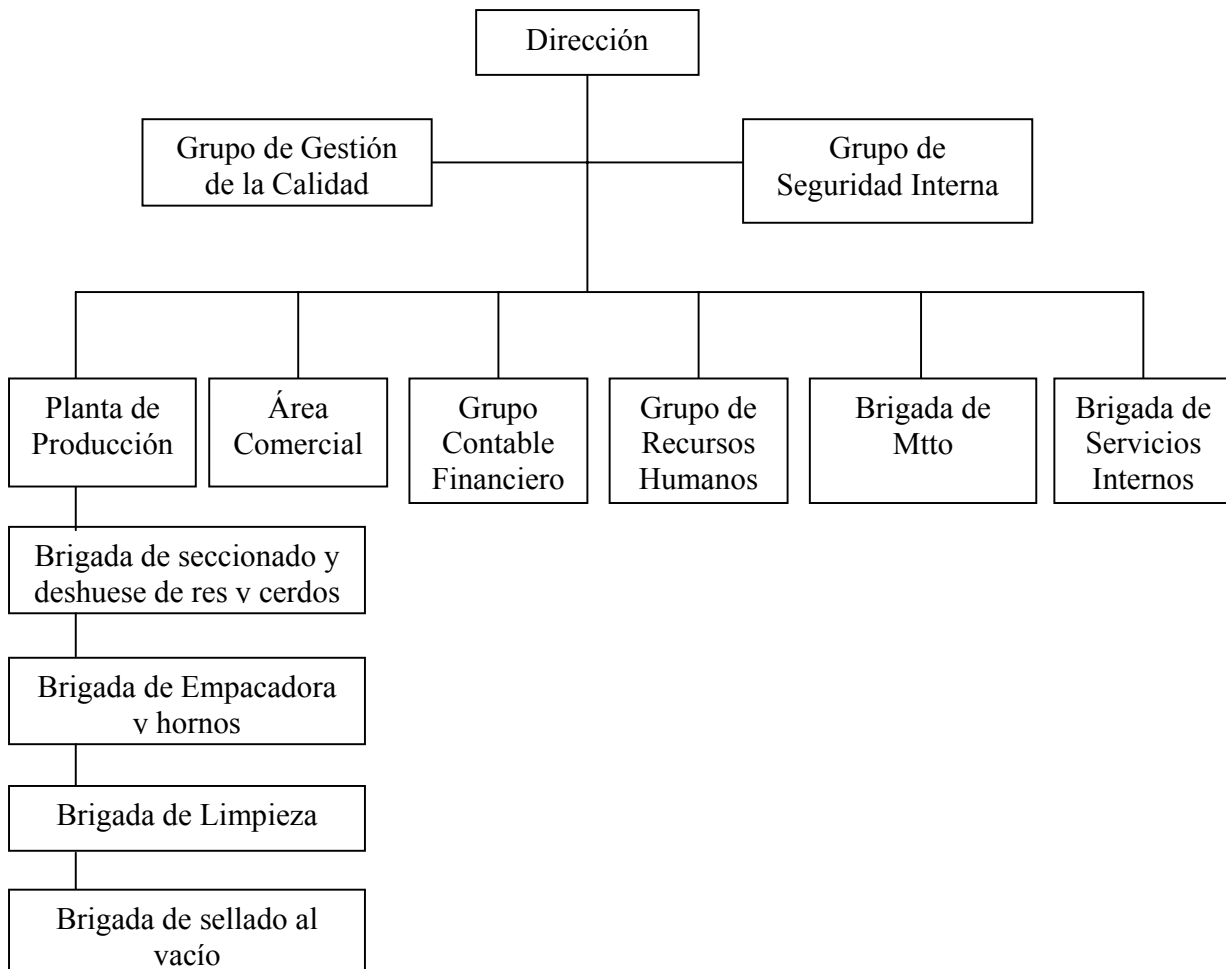 Dirección
Grupo de Gestión
de la Calidad
Grupo de
Seguridad Interna
Planta de
Producción
Área
Comercial
Grupo
Contable
Financiero
Grupo de
Recursos
Humanos
Brigada de
Mtto
Brigada de
Servicios
Internos
Brigada de seccionado y
deshuese de res y cerdos
Brigada de Empacadora
y hornos
Brigada de Limpieza
Brigada de sellado al
vacío